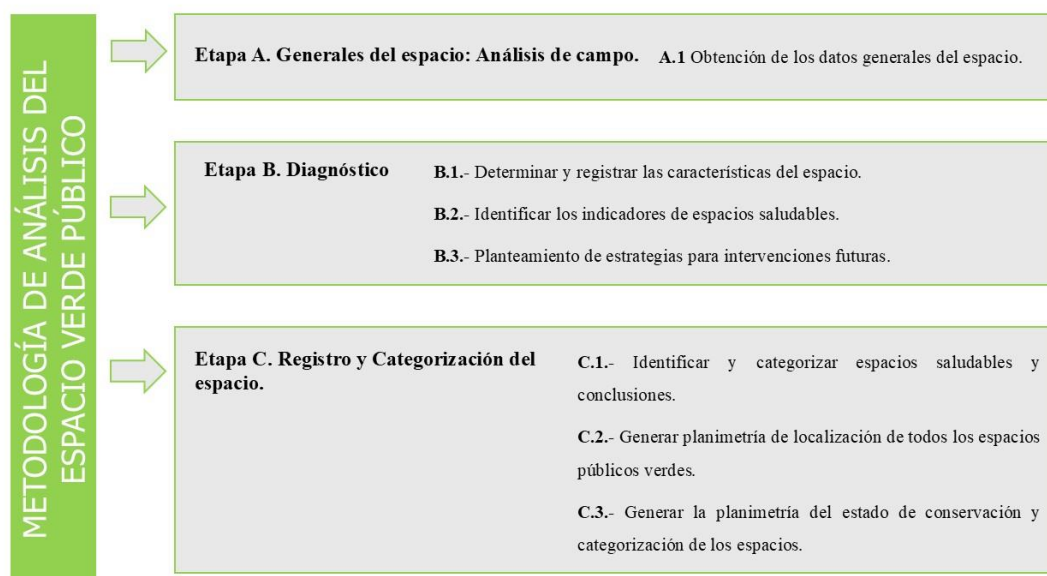 METODOLOGÍA DE ANÁLISIS DEL
ESPACIO VERDE PÚBLICO
Etapa A. Generales del espacio: Análisis de campo. A.1 Obtención de los datos generales del espacio.
Etapa B. Diagnóstico
B.1.- Determinar y registrar las características del espacio.
B.2.- Identificar los indicadores de espacios saludables.
B.3.- Planteamiento de estrategias para intervenciones futuras.
Etapa C. Registro y Categorización del
espacio.
C.1.- Identificar y categorizar espacios saludables y
conclusiones.
C.2.- Generar planimetría de localización de todos los espacios
públicos verdes.
C.3.- Generar la planimetría del estado de conservación y
categorización de los espacios.